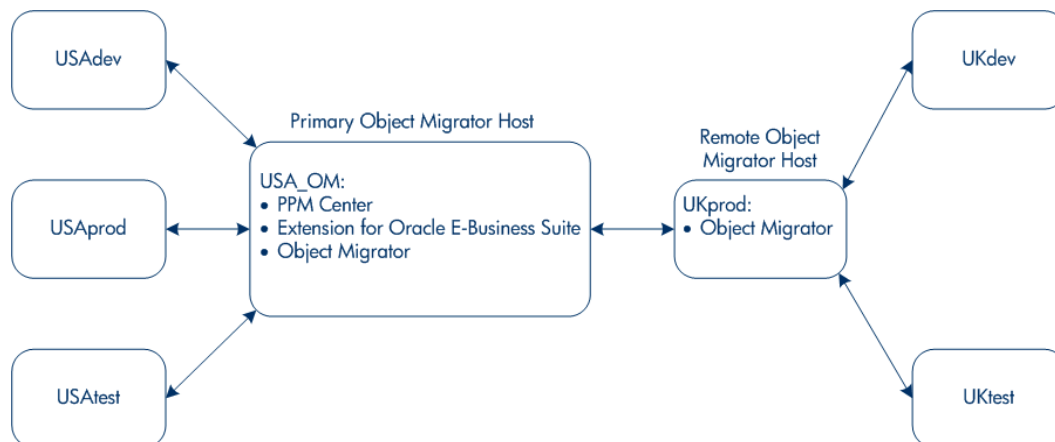 USAdev
UKdev
Primary Object Migrator Host
Remote Object
Migrator Host
USA_OM:
• PPM Center
• Extension for Oracle E-Business Suite
• Object Migrator
USAprod
UKprod:
• Object Migrator
USAtest
UKtest